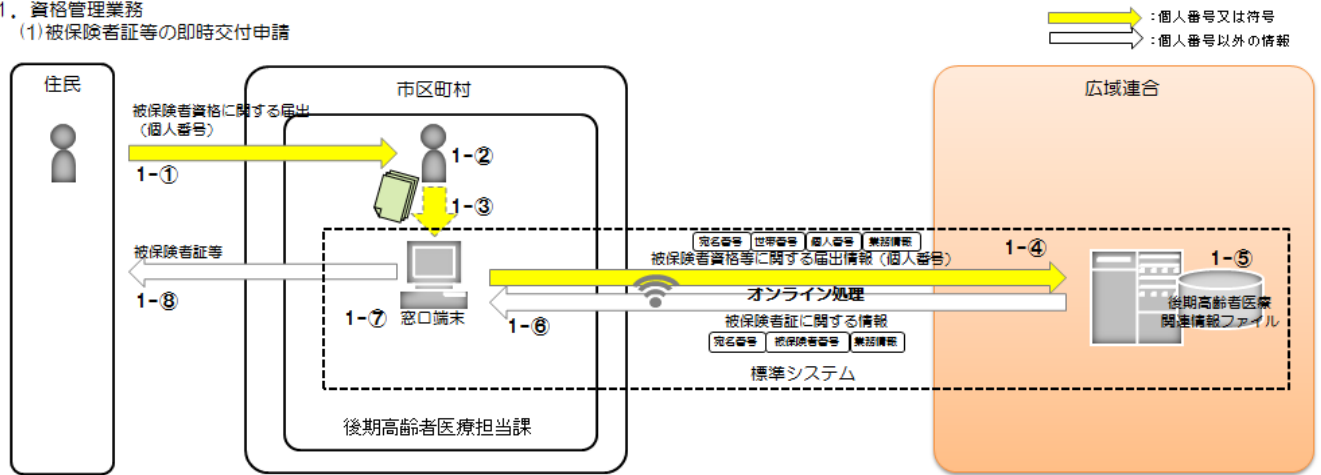 1．資格管理業務
(1)被保険者証等の即時交付申請
：個人番号又は符号
：個人番号以外の情報
住民
市区町村
広域連合
被保険者資格に関する届出
（個人番号）
1-①
1-②
1-③
宛名番号 世帯番号 個人番号 業務情報
被保険者資格等に関する届出情報（個人番号）
1-④
1-⑤
被保険者証等
オンライン処理
後期高齢者医療
関連情報ファイル
1-⑧
1-⑦ 窓口端末
1-⑥
被保険者証に関する情報
宛名番号 被保険者番号 業務情報
標準システム
後期高齢者医療担当課